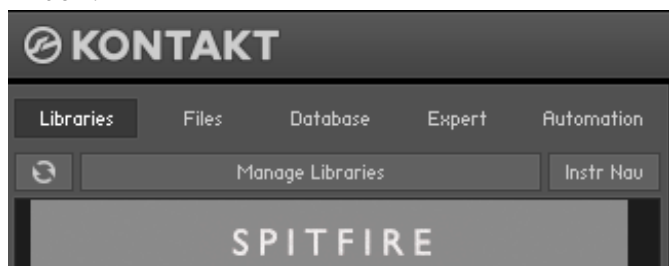 KONTAKT
Libraries Files Database Expert Automation
Manage Libraries Instr Nav
SPITFIRE